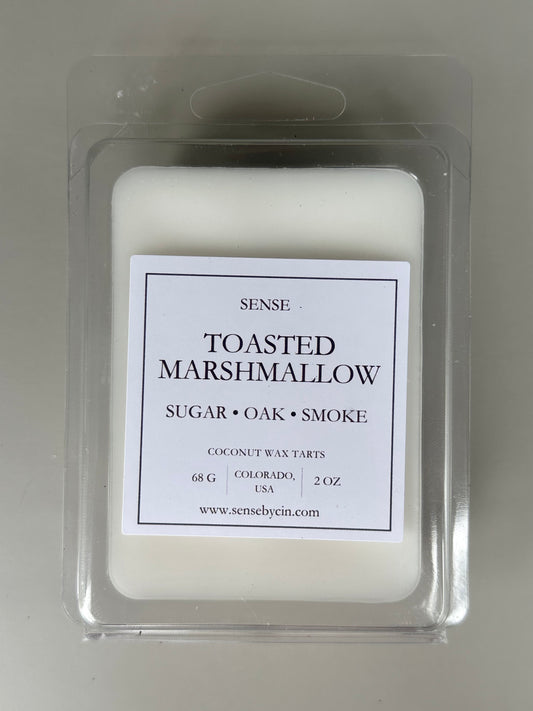 SENSE
TOASTED
MARSHMALLOW
SUGAR • OAK • SMOKE
COCONUT WAX TARTS
68 G | COLORADO, USA | 2 OZ
www.sensebycin.com